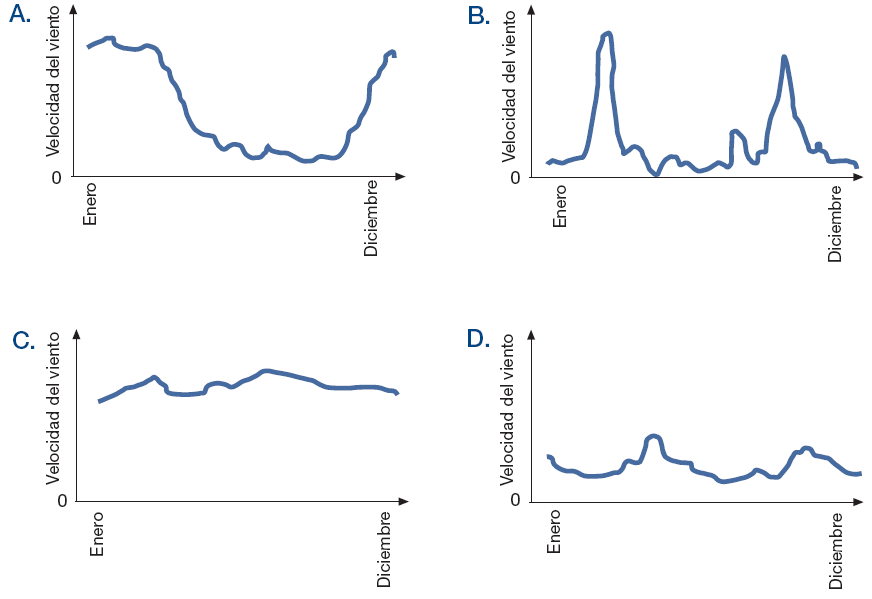 A.
Velocidad del viento
0
Enero
Diciembre
B.
Velocidad del viento
0
Enero
Diciembre
C.
Velocidad del viento
0
Enero
Diciembre
D.
Velocidad del viento
0
Enero
Diciembre